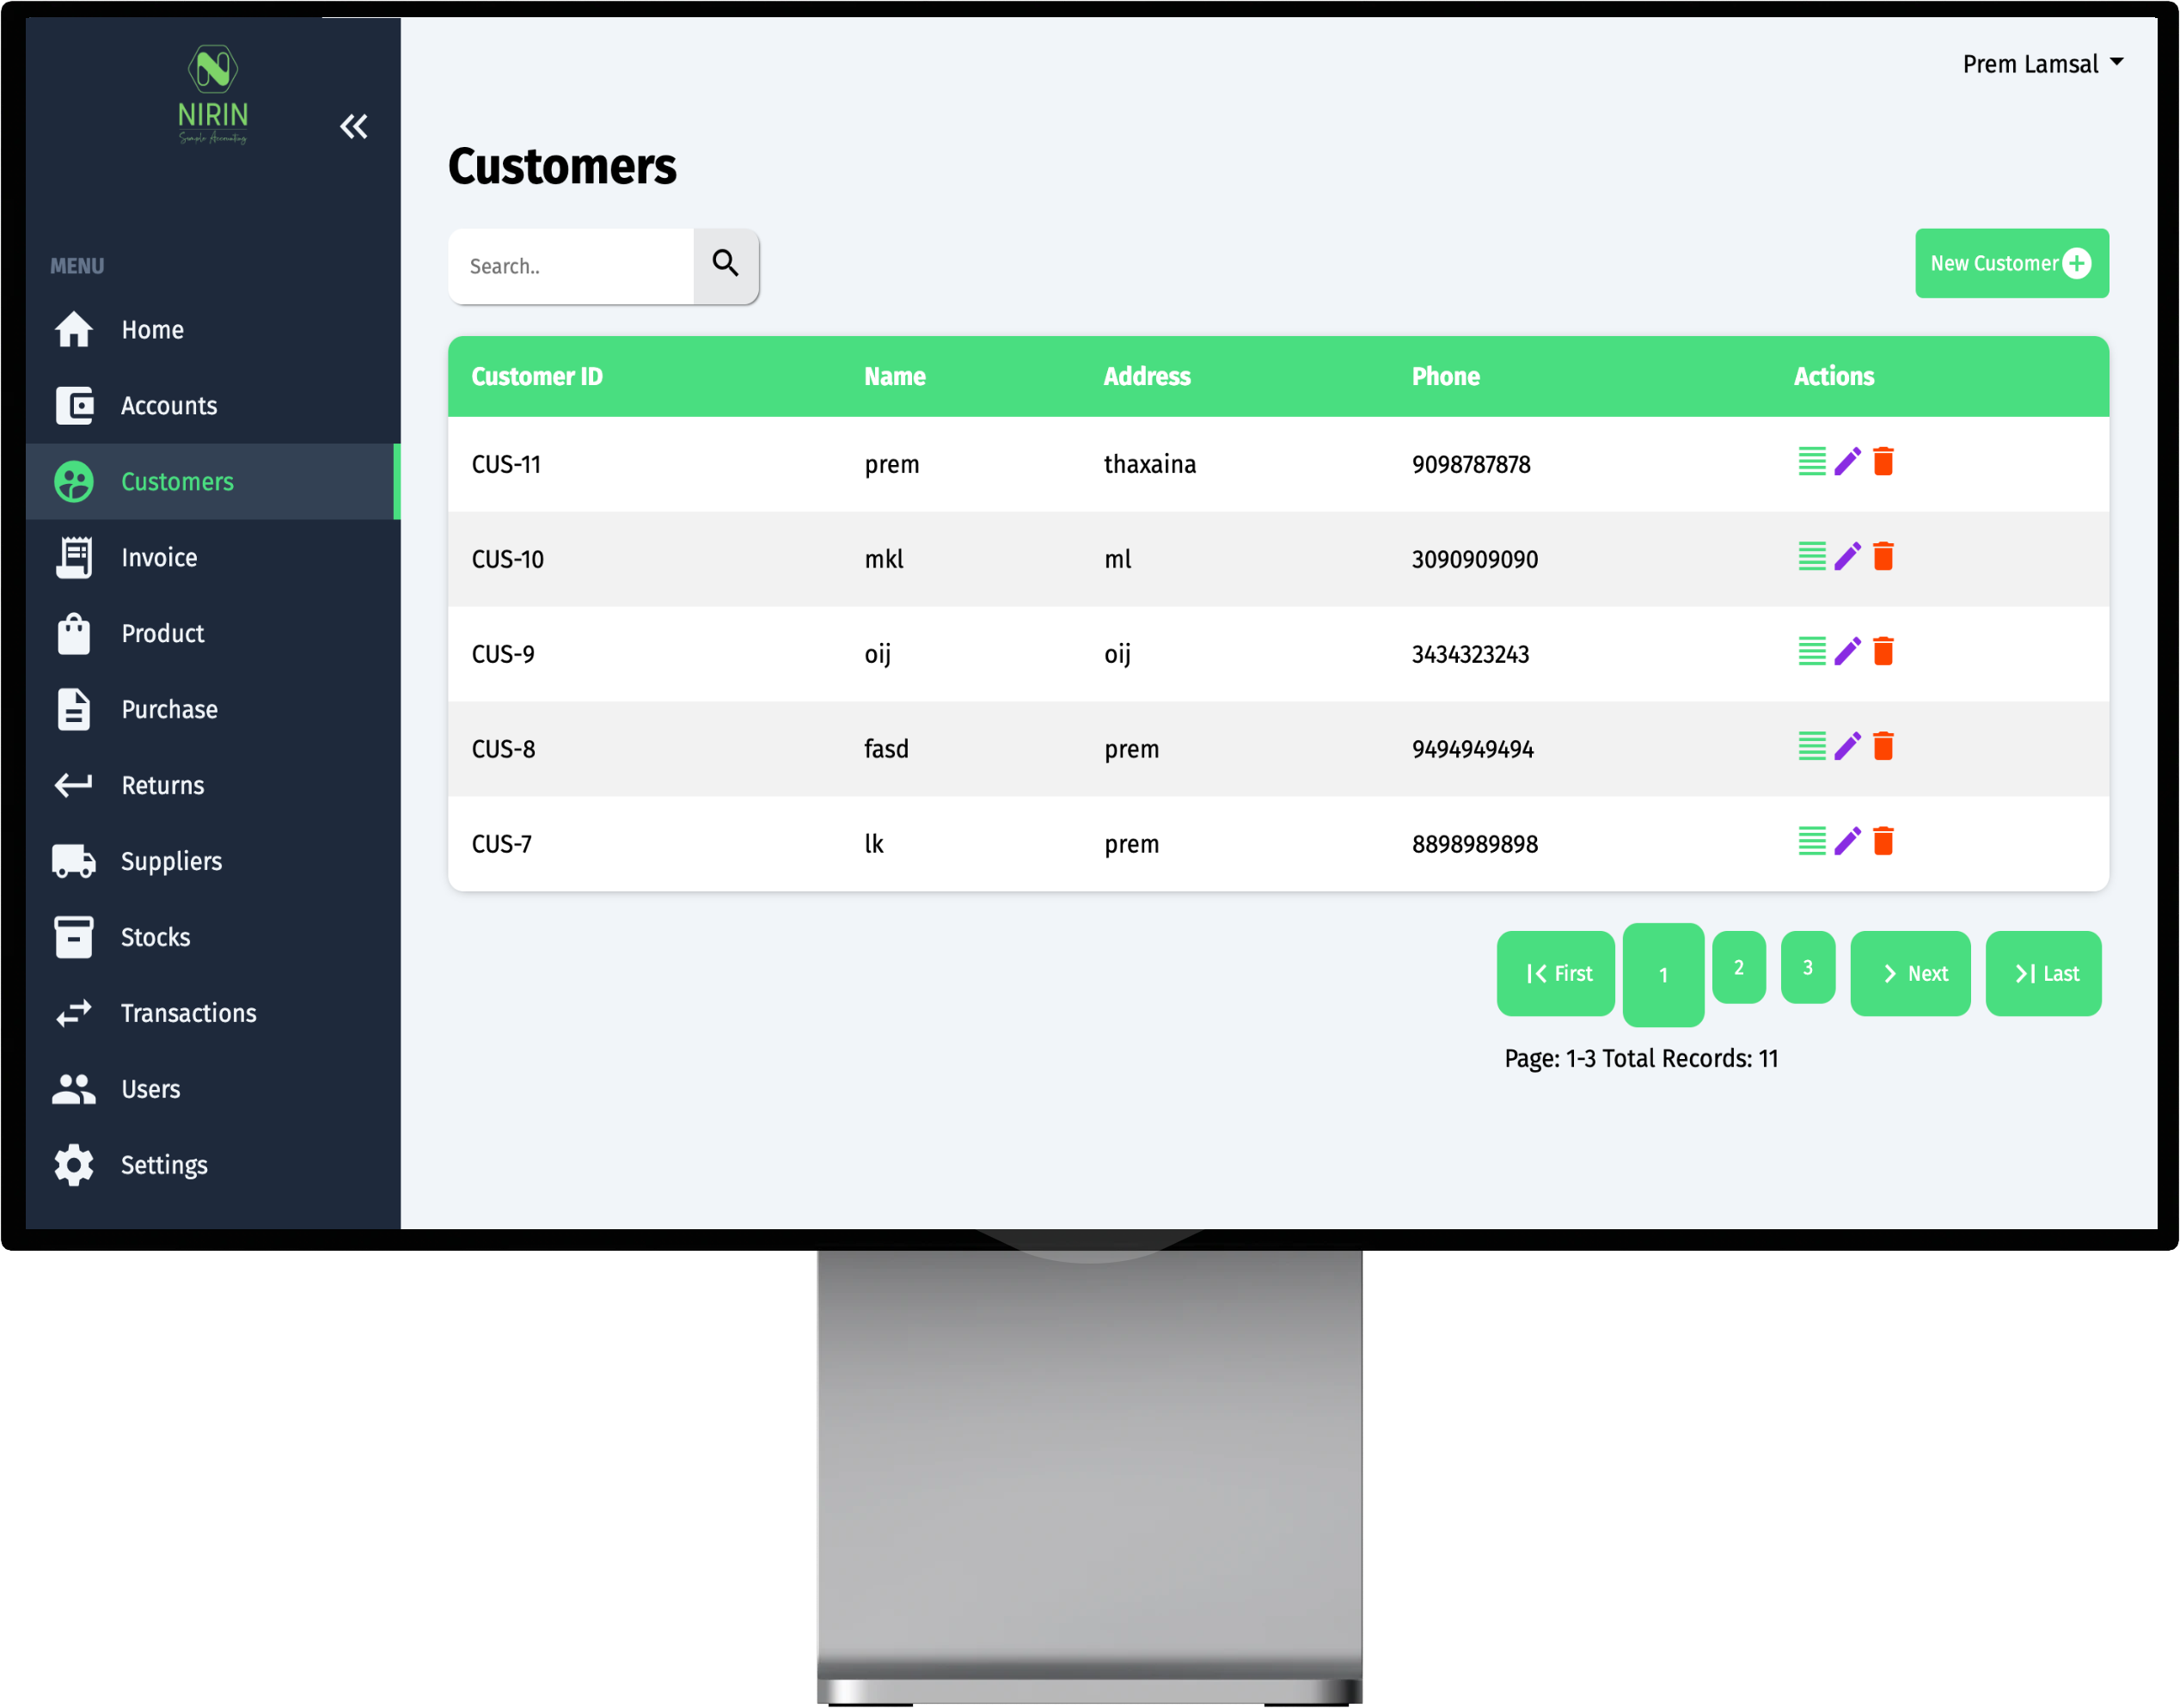 NIRIN
Simple Accounting
Prem Lamsal
Customers
Search..
New Customer
MENU
Home
Accounts
Customers
Invoice
Product
Purchase
Returns
Suppliers
Stocks
Transactions
Users
Settings
Customer ID Name Address Phone Actions
CUS-11 prem thaxaina 9098787878
CUS-10 mkl ml 3090909090
CUS-9 oij oij 3434323243
CUS-8 fasd prem 9494949494
CUS-7 lk prem 8898989898
First 1 2 3 Next Last
Page: 1-3 Total Records: 11